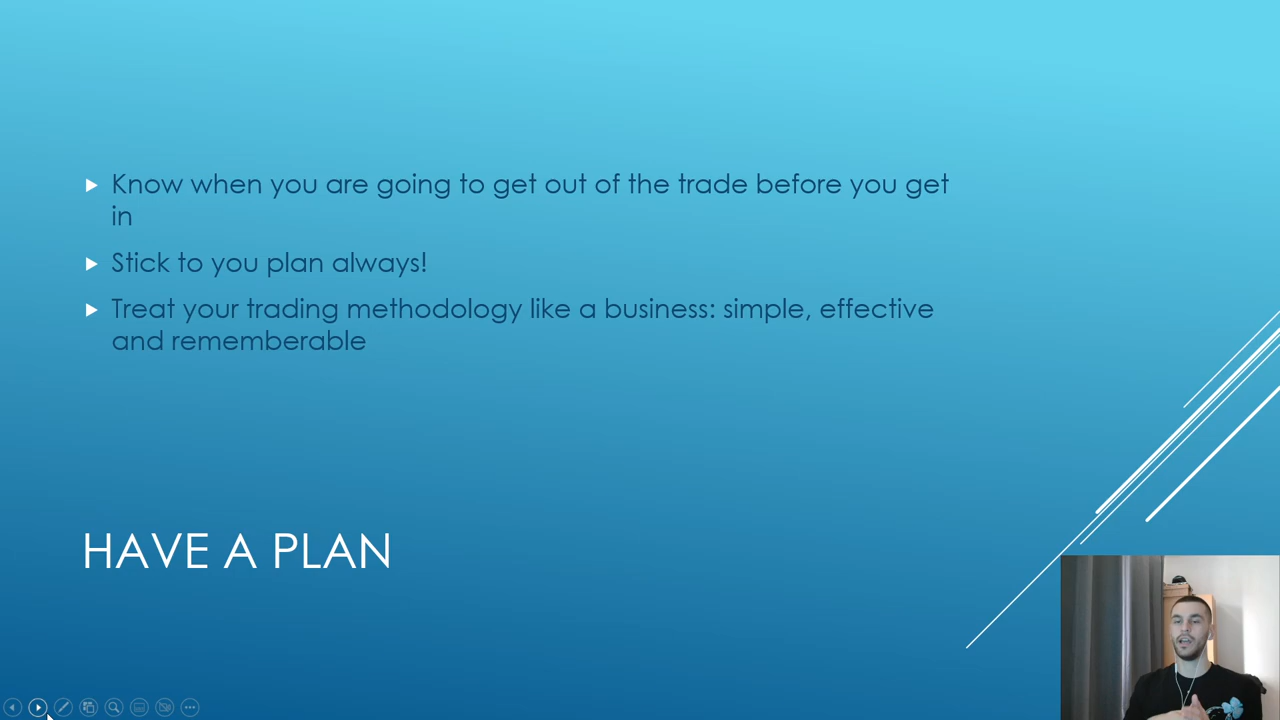 Know when you are going to get out of the trade before you get
in
Stick to you plan always!
Treat your trading methodology like a business: simple, effective
and rememberable
HAVE A PLAN